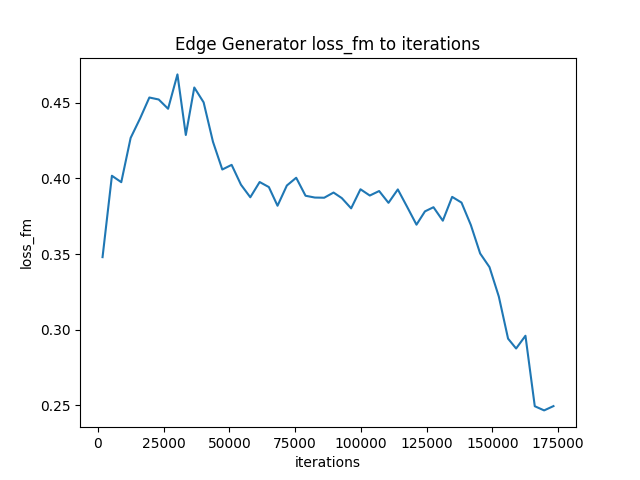 Edge Generator loss_fm to iterations
loss_fm
0.45
0.40
0.35
0.30
0.25
0 25000 50000 75000 100000 125000 150000 175000
iterations